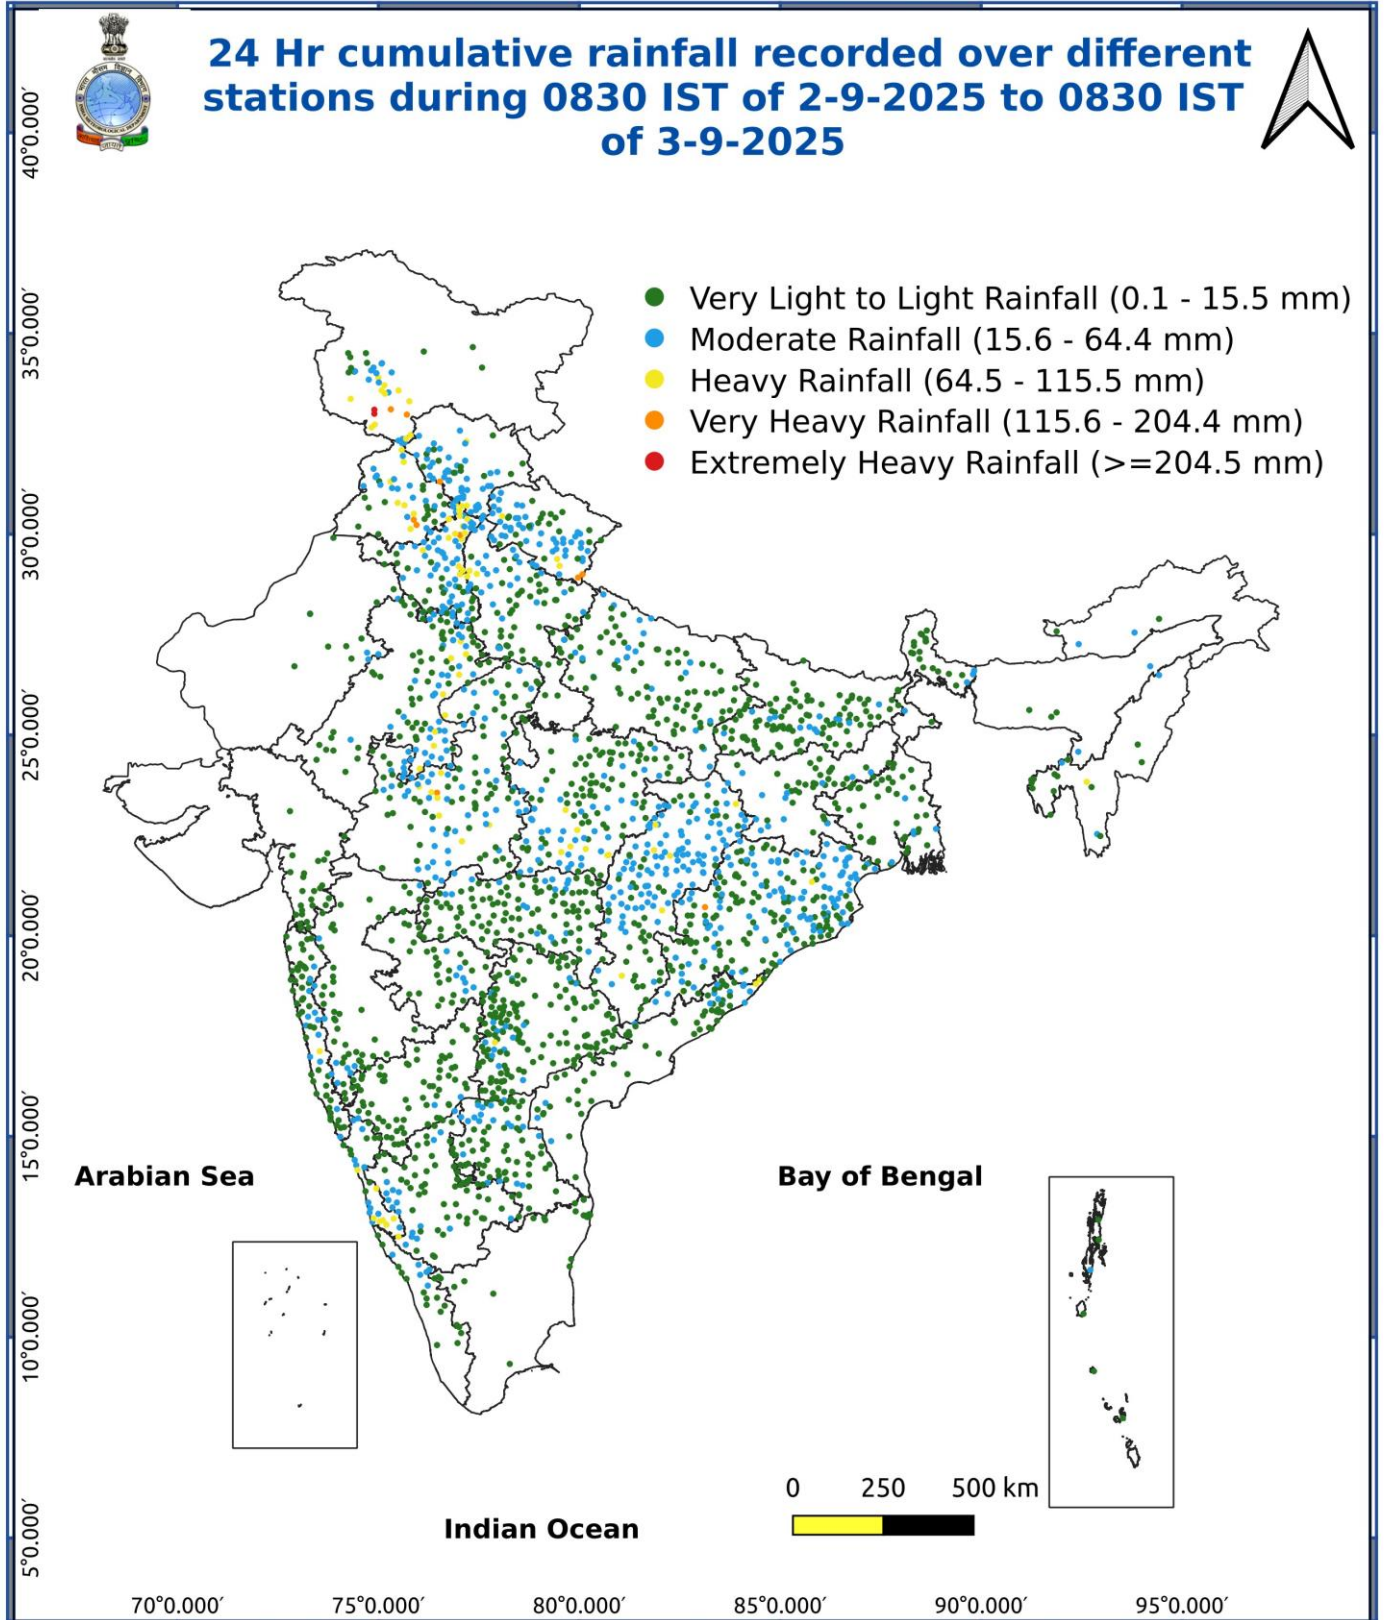 24 Hr cumulative rainfall recorded over different
stations during 0830 IST of 2-9-2025 to 0830 IST
of 3-9-2025
Very Light to Light Rainfall (0.1 - 15.5 mm)
Moderate Rainfall (15.6 - 64.4 mm)
Heavy Rainfall (64.5 - 115.5 mm)
Very Heavy Rainfall (115.6 - 204.4 mm)
Extremely Heavy Rainfall (>=204.5 mm)
40°0.000′
35°0.000′
30°0.000′
25°0.000′
20°0.000′
15°0.000′
10°0.000′
5°0.000′
Arabian Sea
Bay of Bengal
Indian Ocean
0 250 500 km
70°0.000′ 75°0.000′ 80°0.000′ 85°0.000′ 90°0.000′ 95°0.000′